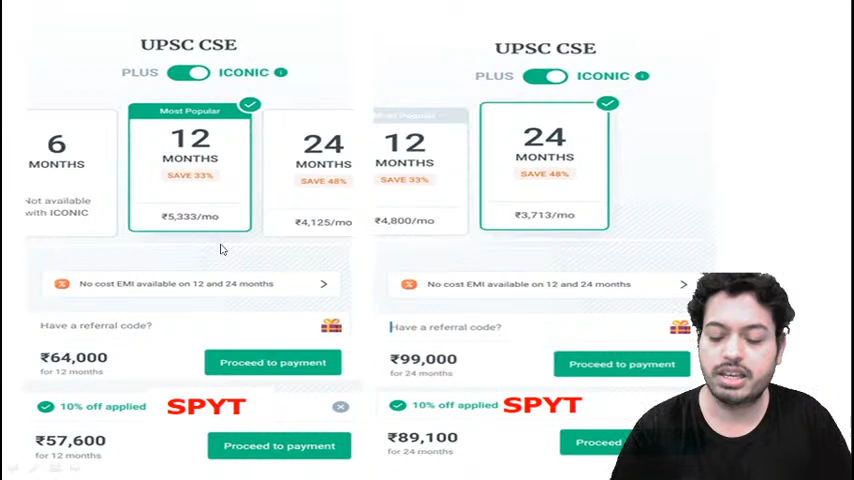 UPSC CSE
PLUS ICONIC
6
MONTHS
Not available
with ICONIC
Most Popular
12
MONTHS
SAVE 33%
₹5,333/mo
24
MONTHS
SAVE 48%
₹4,125/mo
No cost EMI available on 12 and 24 months
Have a referral code?
₹64,000
for 12 months
Proceed to payment
10% off applied SPYT
₹57,600
for 12 months
Proceed to payment
UPSC CSE
PLUS ICONIC
Most Popular
12
MONTHS
SAVE 33%
₹4,800/mo
24
MONTHS
SAVE 48%
₹3,713/mo
No cost EMI available on 12 and 24 months
Have a referral code?
₹99,000
for 24 months
Proceed to payment
10% off applied SPYT
₹89,100
for 24 months
Proceed